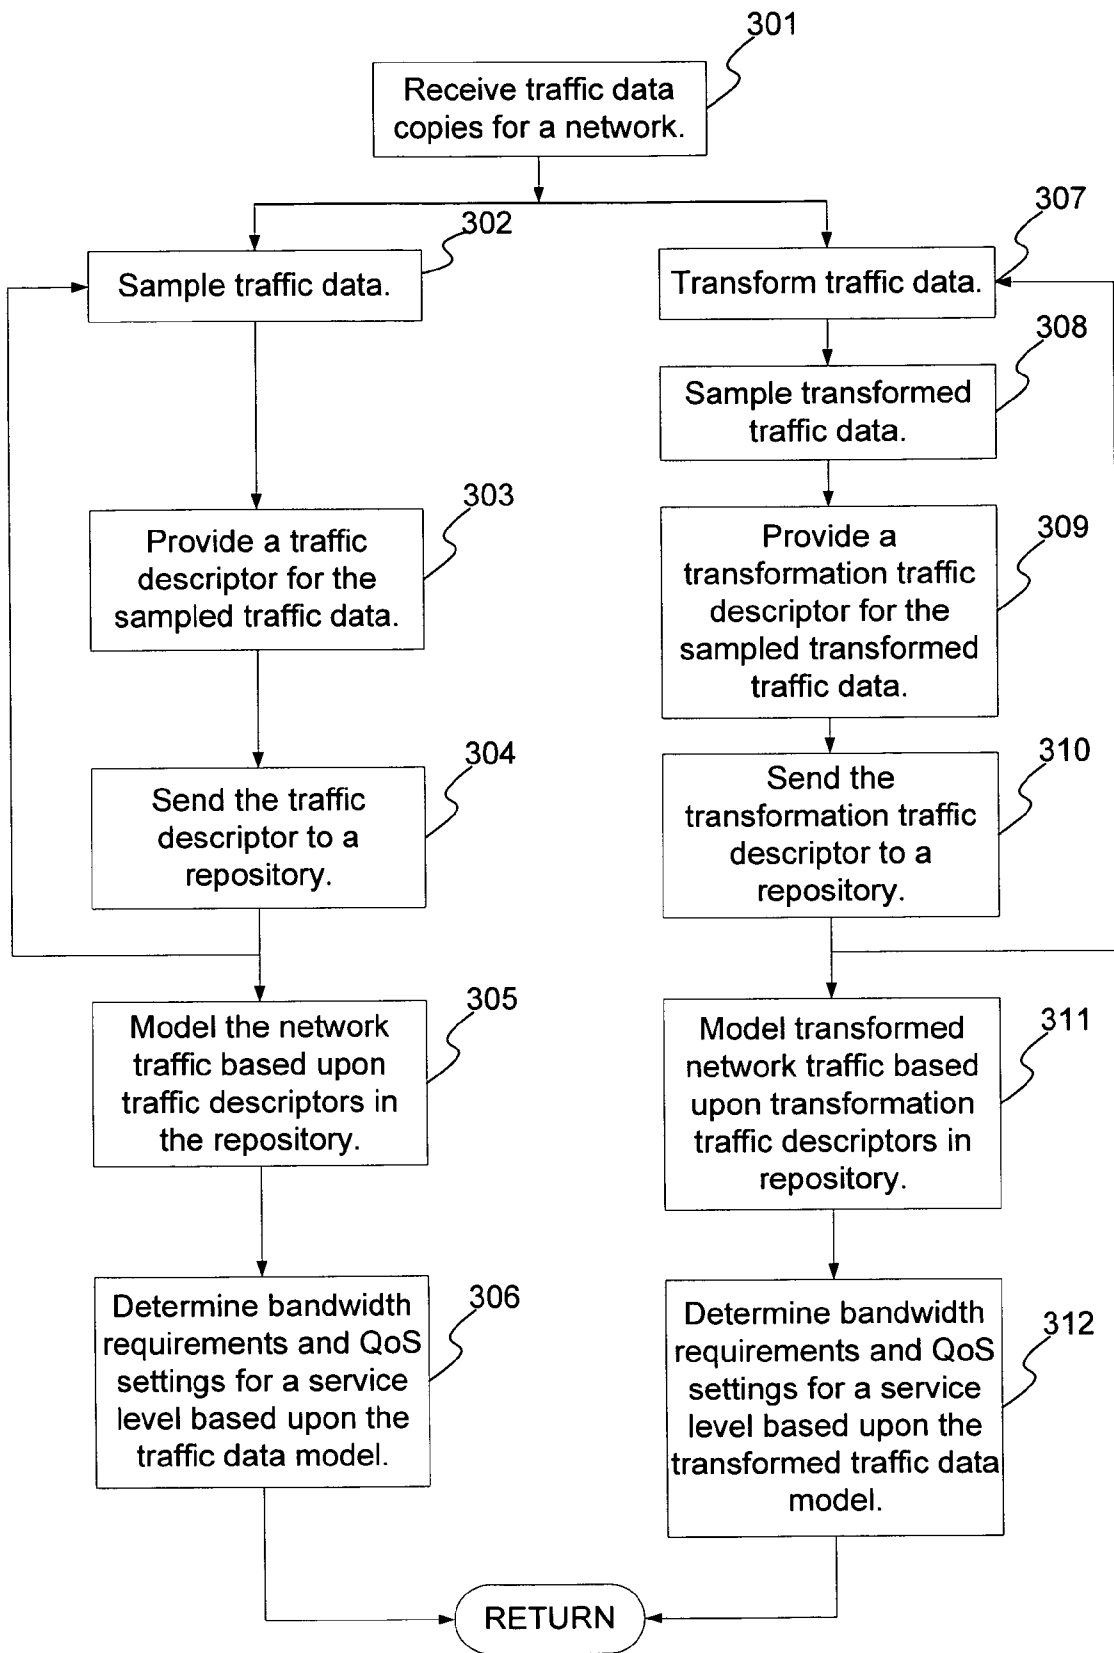 301
Receive traffic data
copies for a network.
302
Sample traffic data.
303
Provide a traffic
descriptor for the
sampled traffic data.
304
Send the traffic
descriptor to a
repository.
305
Model the network
traffic based upon
traffic descriptors in
the repository.
306
Determine bandwidth
requirements and QoS
settings for a service
level based upon the
traffic data model.
307
Transform traffic data.
308
Sample transformed
traffic data.
309
Provide a
transformation traffic
descriptor for the
sampled transformed
traffic data.
310
Send the
transformation traffic
descriptor to a
repository.
311
Model transformed
network traffic based
upon transformation
traffic descriptors in
repository.
312
Determine bandwidth
requirements and QoS
settings for a service
level based upon the
transformed traffic data
model.
RETURN